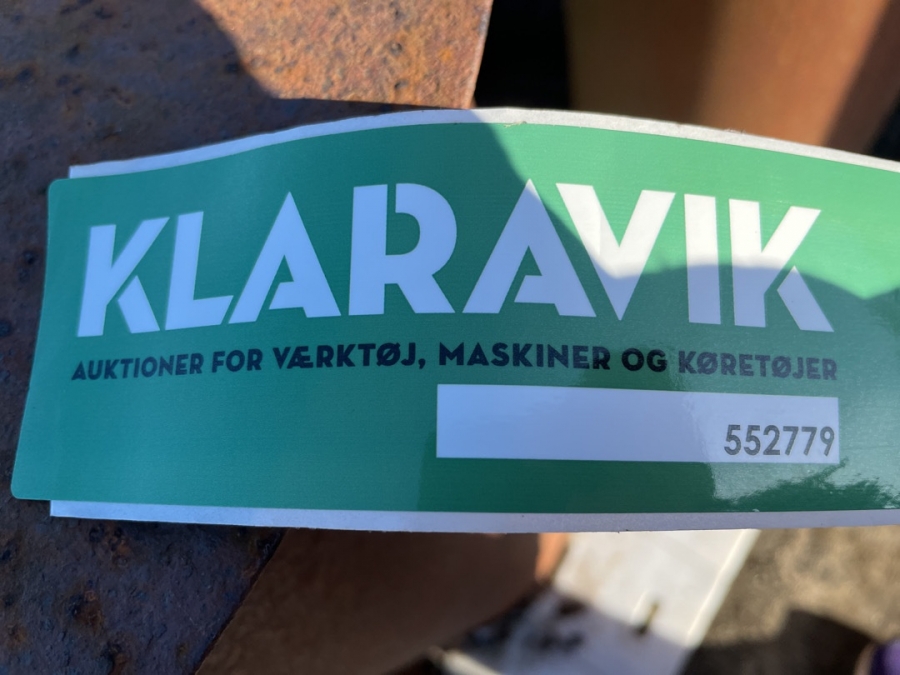 KLARAVIK
AUKTIONER FOR VÆRKTØJ, MASKINER OG KØRETØJER
552779